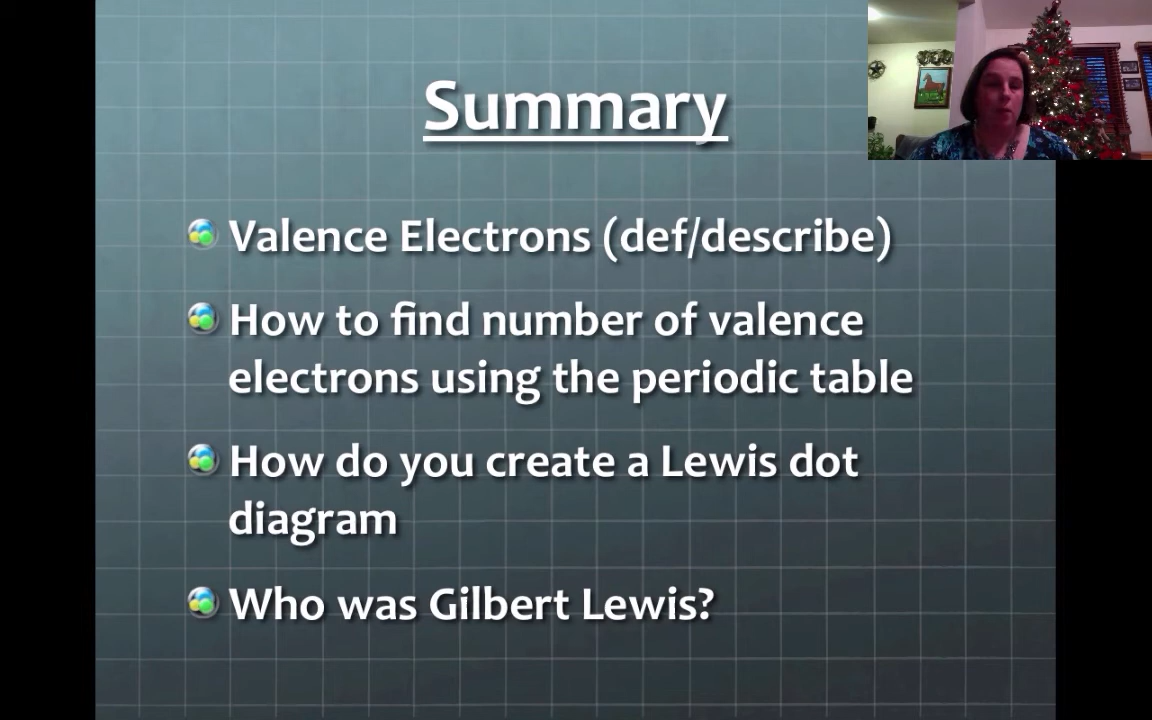 Summary
Valence Electrons (def/describe)
How to find number of valence
electrons using the periodic table
How do you create a Lewis dot
diagram
Who was Gilbert Lewis?